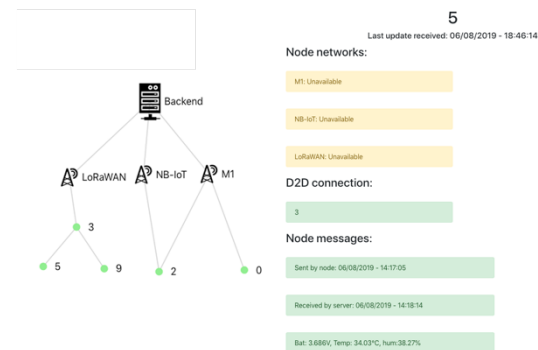 Backend
LoRaWAN
NB-IoT
M1
3
5
9
2
0
5
Last update received: 06/08/2019 - 18:46:14
Node networks:
M1: Unavailable
NB-IoT: Unavailable
LoRaWAN: Unavailable
D2D connection:
3
Node messages:
Sent by node: 06/08/2019 - 14:17:05
Received by server: 06/08/2019 - 14:18:14
Bat: 3.686V, Temp: 34.03°C, hum:38.27%